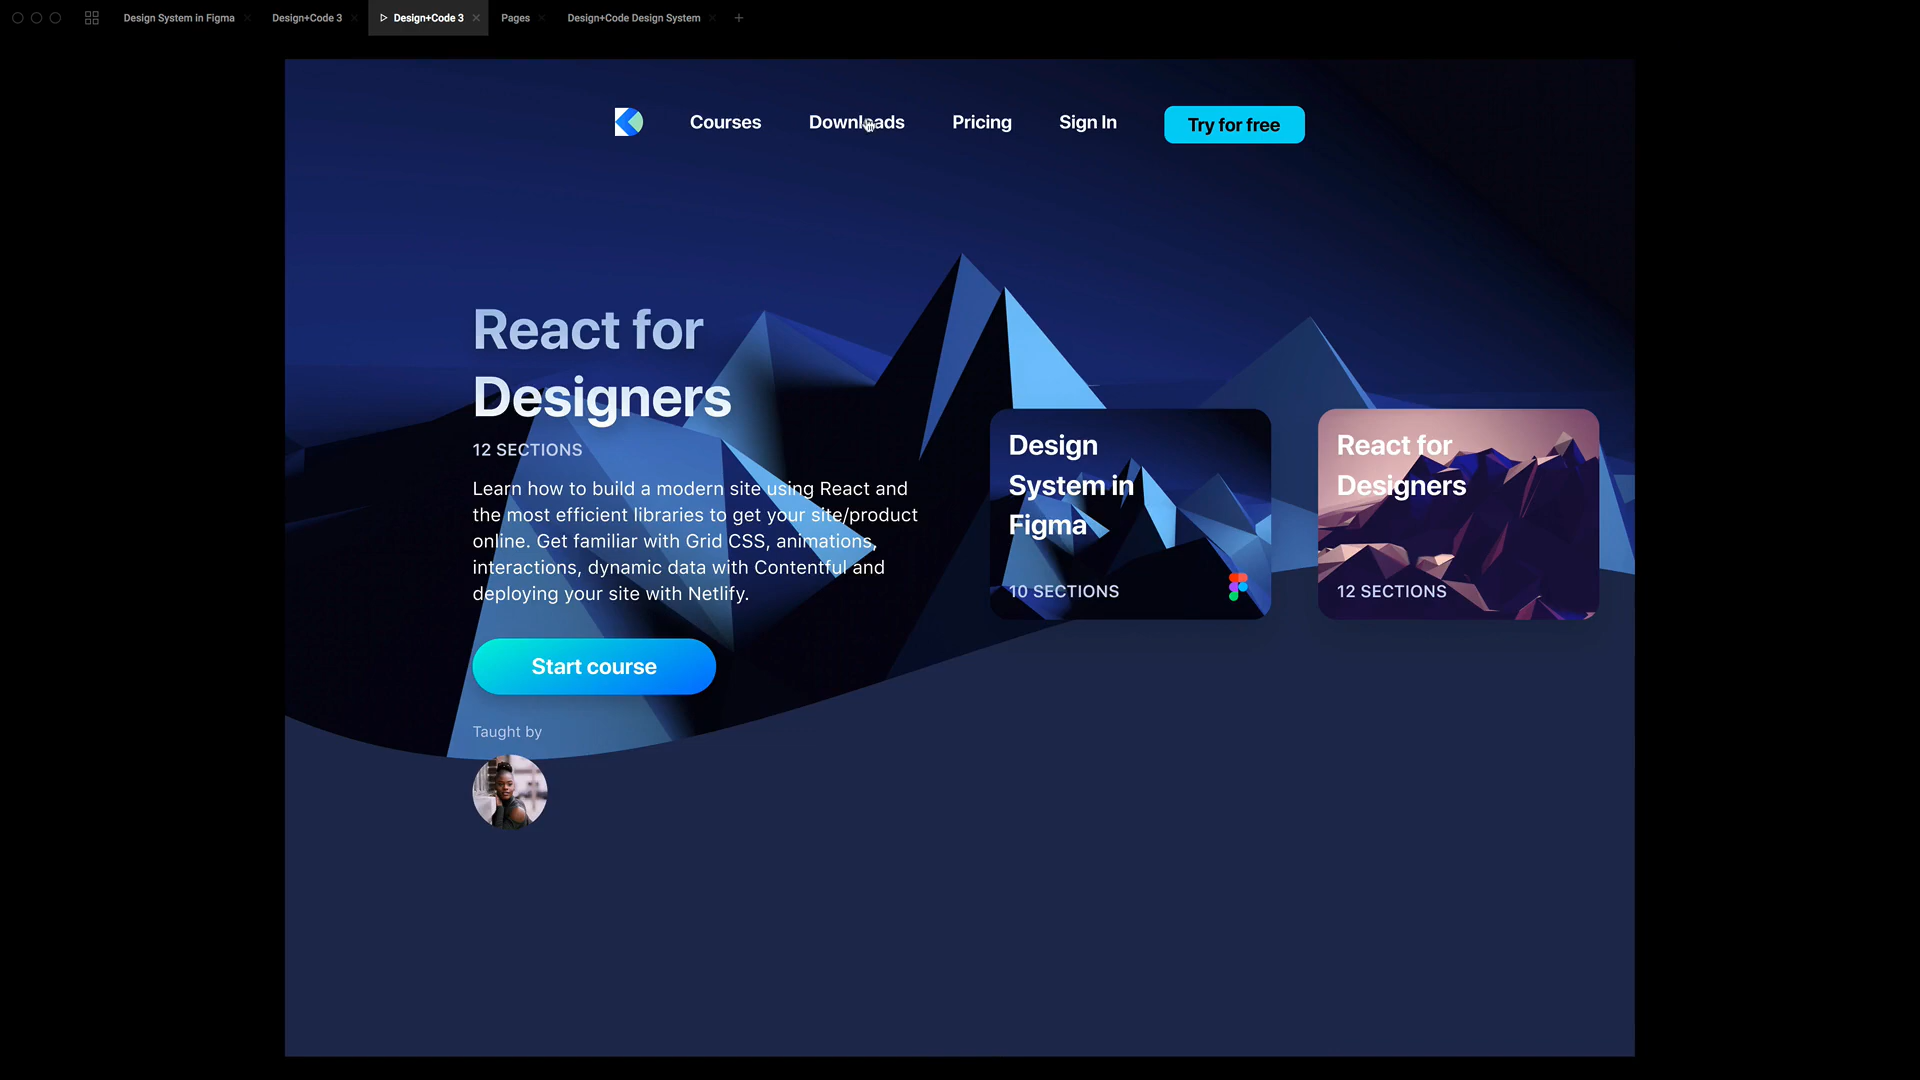 Design System in Figma
Design+Code 3
Design+Code 3
Pages
Design+Code Design System
Courses
Downloads
Pricing
Sign In
Try for free
React for
Designers
12 SECTIONS
Learn how to build a modern site using React and
the most efficient libraries to get your site/product
online. Get familiar with Grid CSS, animations,
interactions, dynamic data with Contentful and
deploying your site with Netlify.
Start course
Taught by
Design
System in
Figma
10 SECTIONS
React for
Designers
12 SECTIONS